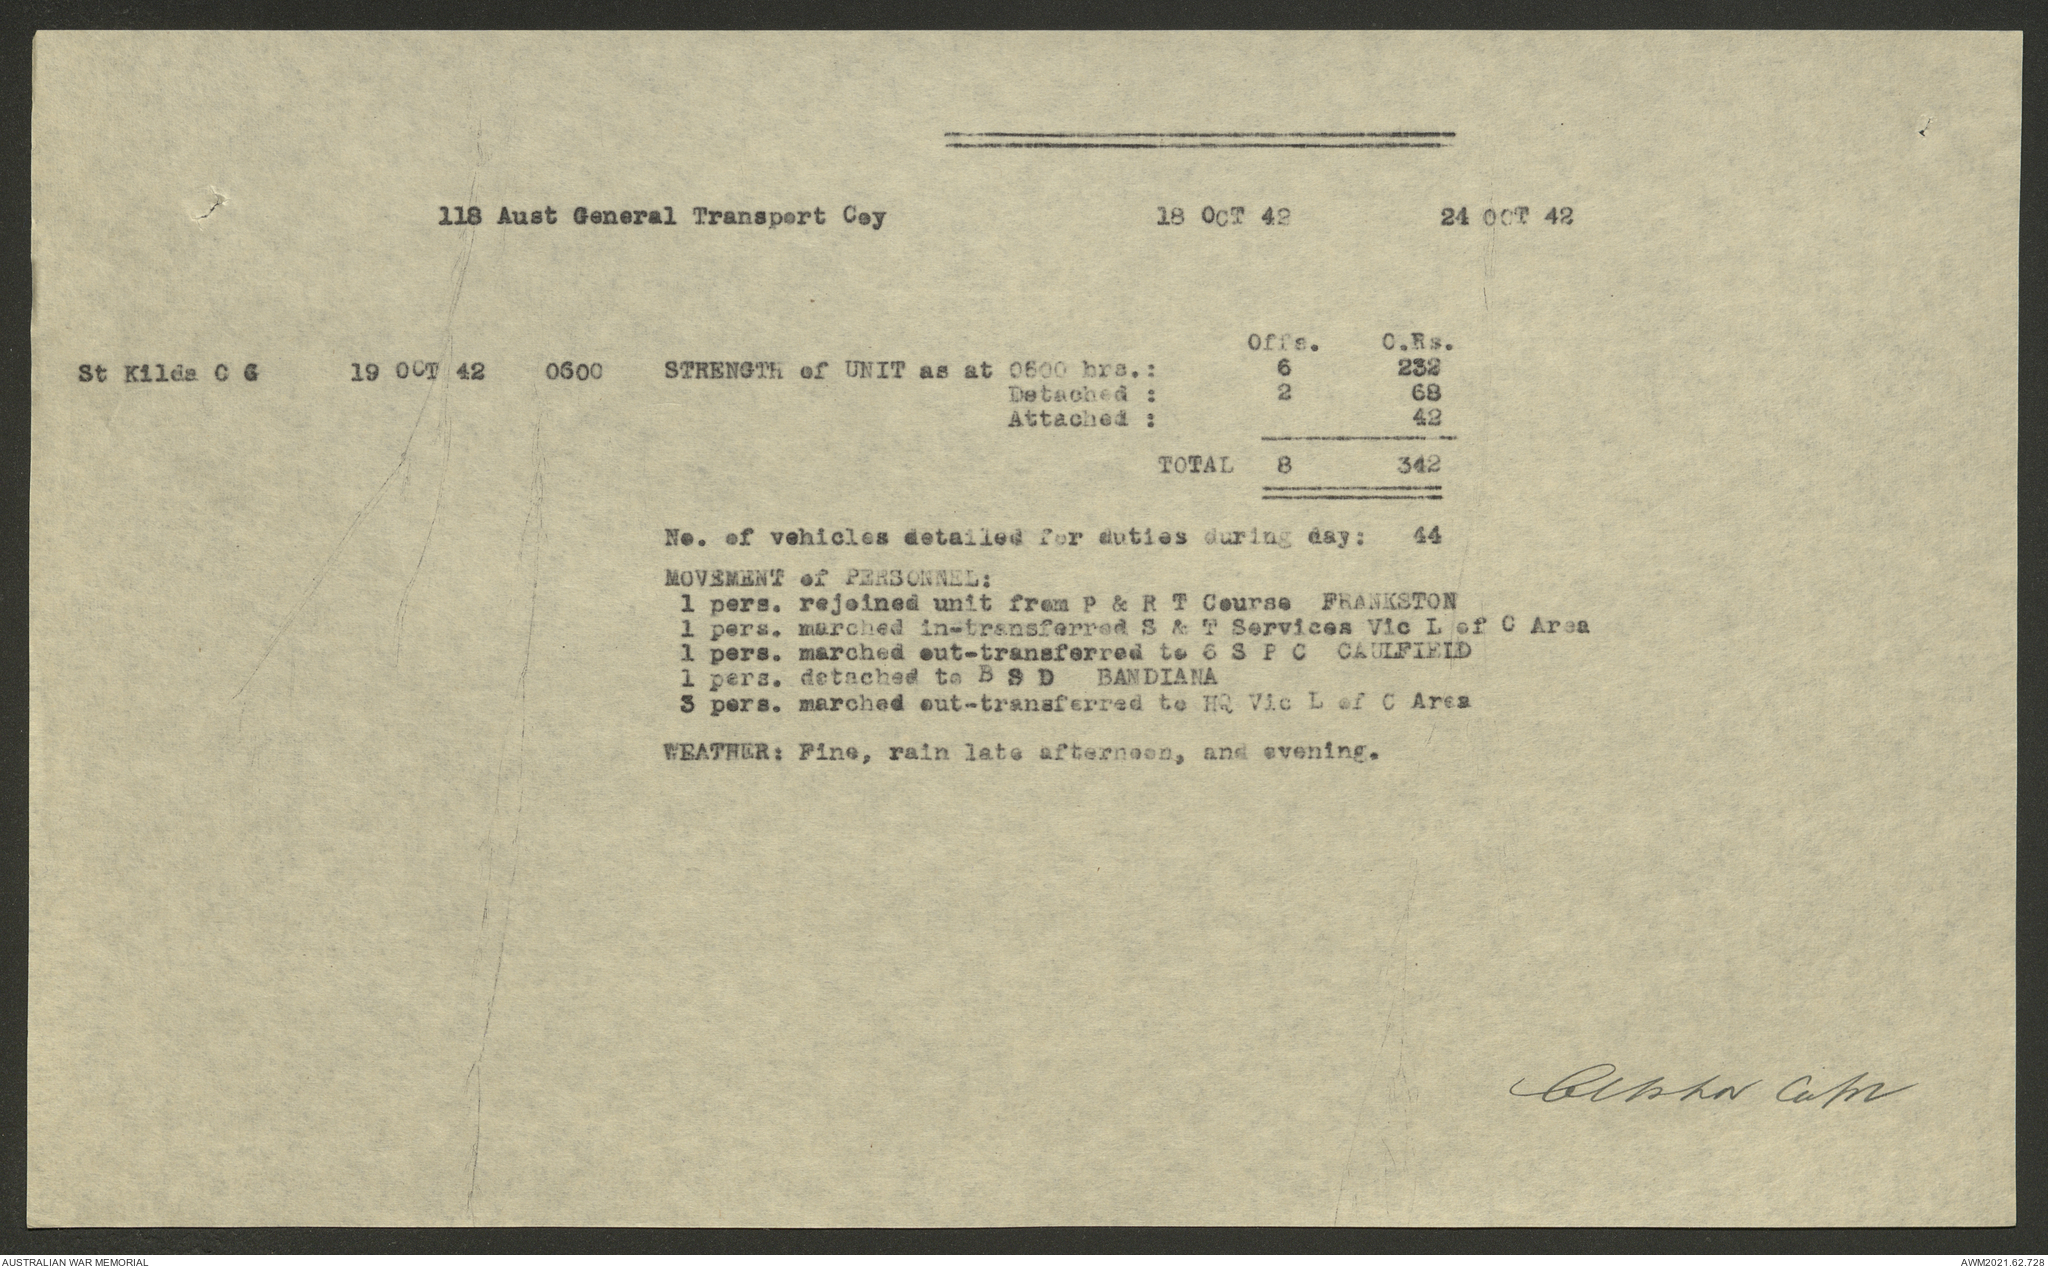 118 Aust General Transport Coy 18 OCT 42 24 OCT 42
Offs. O.Rs.
St Kilda C G 19 OCT 42 0600 STRENGTH of UNIT as at 0600 hrs.: 6 232
Detached : 2 68
Attached : 42
TOTAL 8 342
No. of vehicles detailed for duties during day: 44
MOVEMENT of PERSONNEL:
1 pers. rejoined unit from P & R T Course FRANKSTON
1 pers. marched in-transferred S & T Services Vic L of C Area
1 pers. marched out-transferred to 6 S P C CAULFIELD
1 pers. detached to B S D BANDIANA
3 pers. marched out-transferred to HQ Vic L of C Area
WEATHER: Fine, rain late afternoon, and evening.
Capt
AUSTRALIAN WAR MEMORIAL AWM2021.62.728